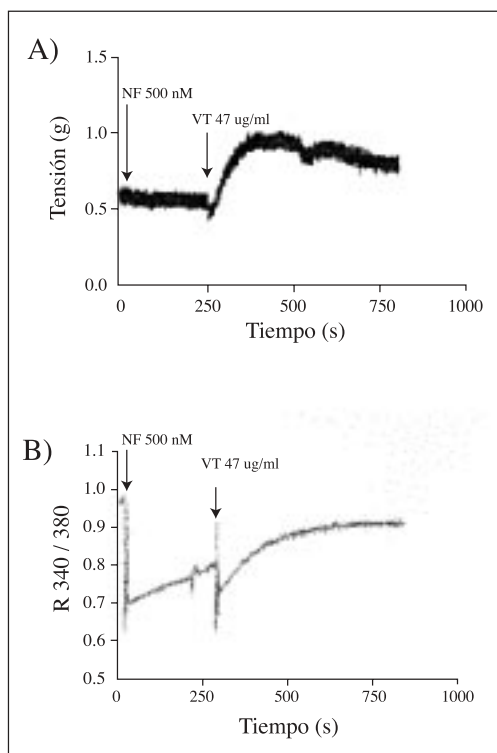 A)
NF 500 nM
VT 47 ug/ml
Tensión (g)
1.5
1.0
0.5
0.0
0 250 500 750 1000
Tiempo (s)
B)
NF 500 nM
VT 47 ug/ml
R 340 / 380
1.1
1.0
0.9
0.8
0.7
0.6
0.5
0 250 500 750 1000
Tiempo (s)